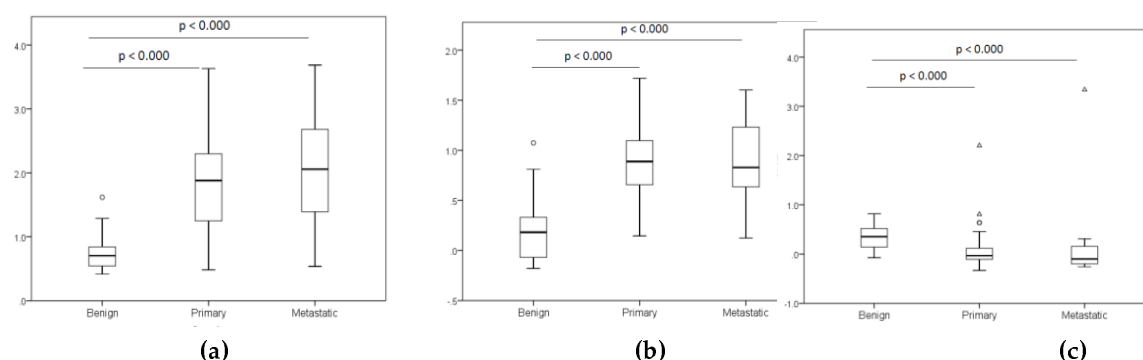 p < 0.000
p < 0.000
4.0
3.0
2.0
1.0
.0
Benign
Primary
Metastatic
(a)
p < 0.000
p < 0.000
2.0
1.5
1.0
.5
.0
-.5
Benign
Primary
Metastatic
(b)
p < 0.000
p < 0.000
4.0
3.0
2.0
1.0
.0
-1.0
Benign
Primary
Metastatic
(c)